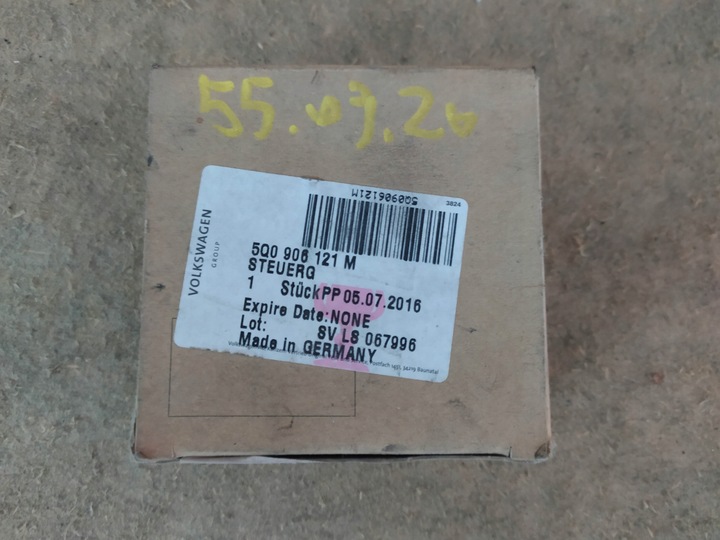 55.03.20
5Q0906121M
3824
VOLKSWAGEN
GROUP
5Q0 906 121 M
STEUERG
1 Stück PP 05.07.2016
Expire Date: NONE
Lot: SV LS 067996
Made in GERMANY